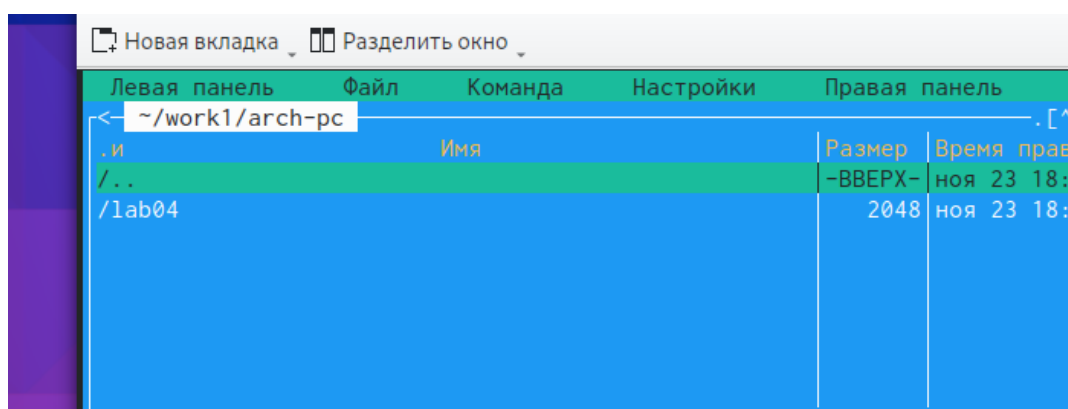 Новая вкладка Разделить окно
Левая панель Файл Команда Настройки Правая панель
<— ~/work1/arch-pc .[^
.и Имя Размер Время прав
/.. -ВВЕРХ- ноя 23 18:
/lab04 2048 ноя 23 18: